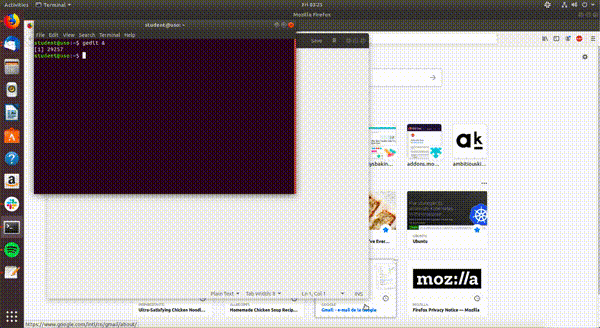 Activities
Terminal
Fri 03:23
Mozilla Firefox
student@uso: ~
File Edit View Search Terminal Help
Save
student@uso:~$ gedit &
[1] 29257
student@uso:~$
addons.mo...
ambitiouski...
ak
Ubuntu
moz://a
Plain Text
Tab Width: 8
Ln 1, Col 1
INS
Ultra-Satisfying Chicken Noodl...
Homemade Chicken Soup Recip...
Gmail - e-mail de la Google
Firefox Privacy Notice — Mozilla
https://www.google.com/intl/ro/gmail/about/